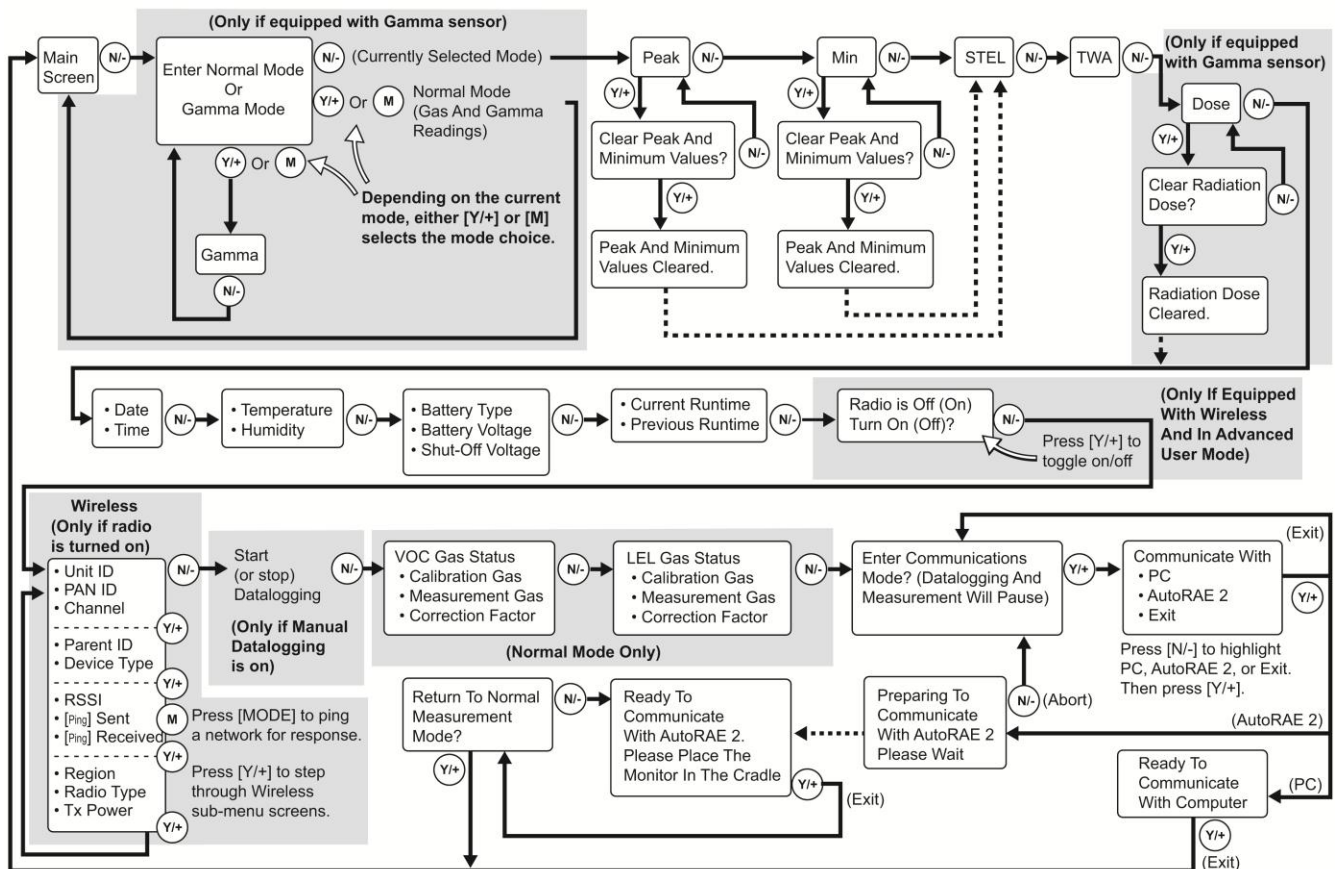 (Only if equipped with Gamma sensor)
Main
Screen
N/-
Enter Normal Mode
Or
Gamma Mode
N/-
(Currently Selected Mode)
Y/+
Or
M
Normal Mode
(Gas And Gamma
Readings)
Y/+
Or
M
Depending on the current
mode, either [Y/+] or [M]
selects the mode choice.
Gamma
N/-
Peak
N/-
Y/+
Clear Peak And
Minimum Values?
N/-
Y/+
Peak And Minimum
Values Cleared.
Min
N/-
Y/+
Clear Peak And
Minimum Values?
N/-
Y/+
Peak And Minimum
Values Cleared.
STEL
N/-
TWA
N/-
(Only if equipped
with Gamma sensor)
Dose
N/-
Y/+
Clear Radiation
Dose?
N/-
Y/+
Radiation Dose
Cleared.
• Date
• Time
N/-
• Temperature
• Humidity
N/-
• Battery Type
• Battery Voltage
• Shut-Off Voltage
N/-
• Current Runtime
• Previous Runtime
N/-
Radio is Off (On)
Turn On (Off)?
N/-
Press [Y/+] to
toggle on/off
(Only If Equipped
With Wireless
And In Advanced
User Mode)
Wireless
(Only if radio
is turned on)
• Unit ID
• PAN ID
• Channel
N/-
Y/+
• Parent ID
• Device Type
Y/+
• RSSI
• [Ping] Sent
• [Ping] Received
M
Press [MODE] to ping
a network for response.
Y/+
• Region
• Radio Type
• Tx Power
Press [Y/+] to step
through Wireless
sub-menu screens.
Y/+
Start
(or stop)
Datalogging
N/-
(Only if Manual
Datalogging
is on)
VOC Gas Status
• Calibration Gas
• Measurement Gas
• Correction Factor
N/-
LEL Gas Status
• Calibration Gas
• Measurement Gas
• Correction Factor
N/-
(Normal Mode Only)
Enter Communications
Mode? (Datalogging And
Measurement Will Pause)
Y/+
Communicate With
• PC
• AutoRAE 2
• Exit
(Exit)
Y/+
Press [N/-] to highlight
PC, AutoRAE 2, or Exit.
Then press [Y/+].
Return To Normal
Measurement
Mode?
N/-
Y/+
Ready To
Communicate
With AutoRAE 2.
Please Place The
Monitor In The Cradle
Y/+
(Exit)
Preparing To
Communicate
With AutoRAE 2
Please Wait
N/-
(Abort)
(AutoRAE 2)
Ready To
Communicate
With Computer
(PC)
Y/+
(Exit)